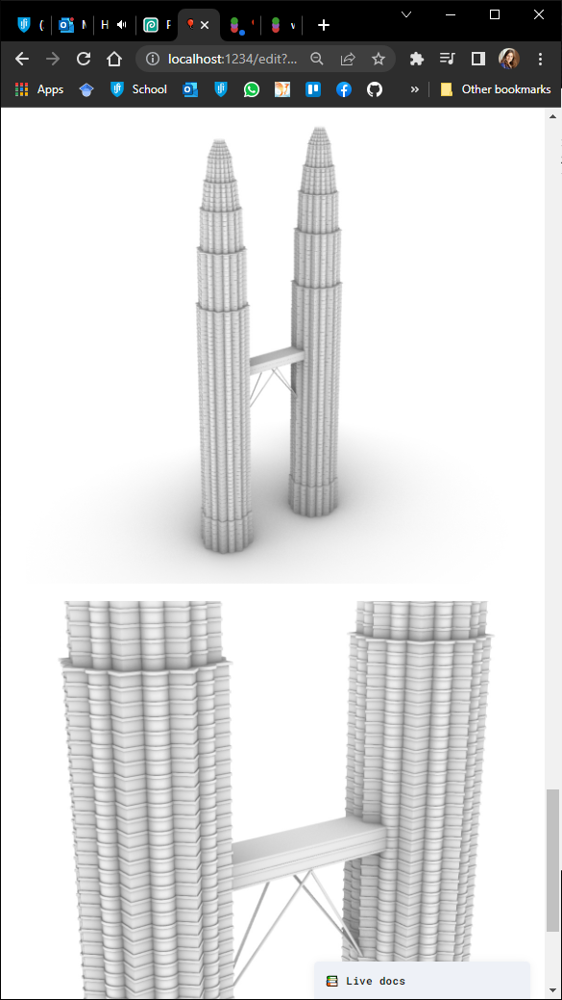 (
M
H
F
localhost:1234/edit?...
Apps
School
»
Other bookmarks
Live docs